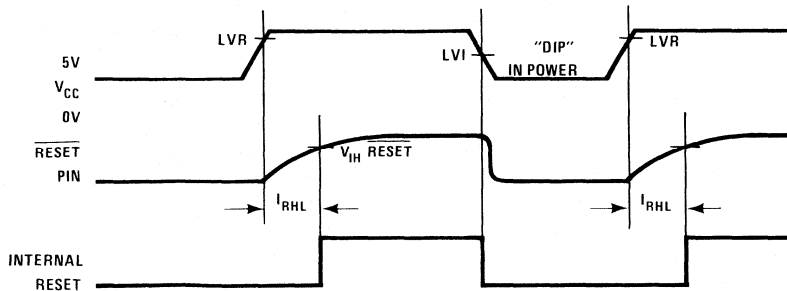 LVR
LVI
"DIP"
IN POWER
LVR
5V
VCC
0V
RESET
PIN
VIH RESET
IRHL
IRHL
INTERNAL
RESET